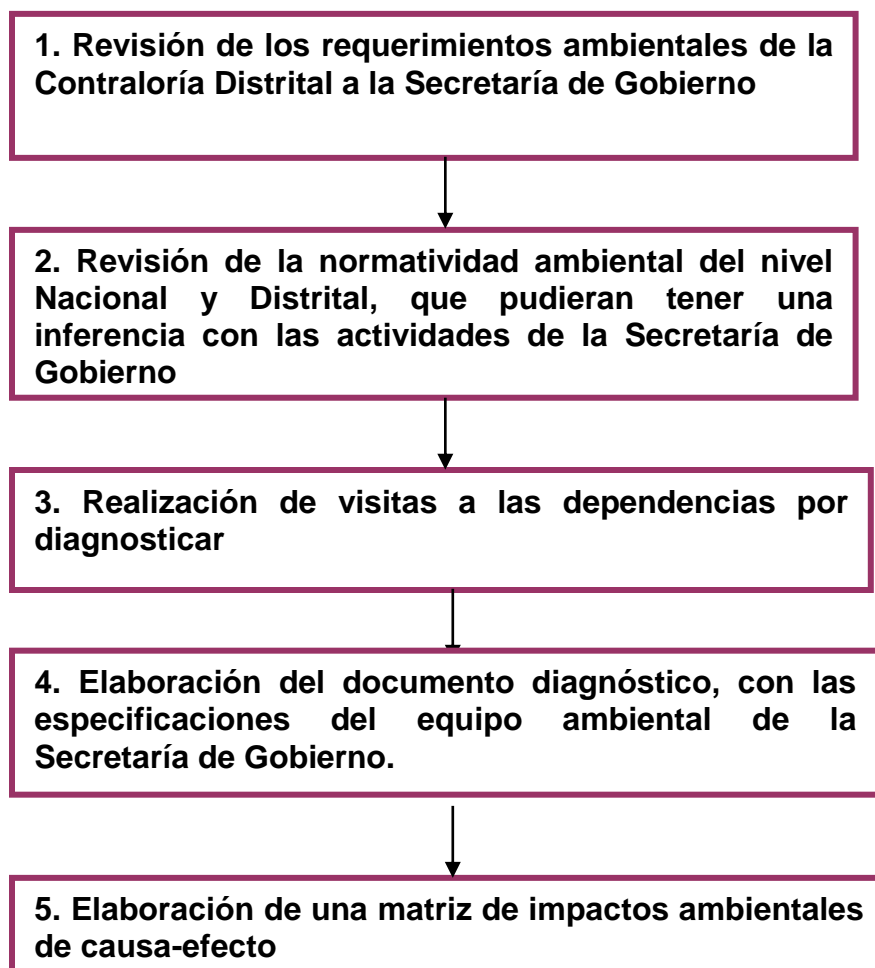 1. Revisión de los requerimientos ambientales de la
Contraloría Distrital a la Secretaría de Gobierno
2. Revisión de la normatividad ambiental del nivel
Nacional y Distrital, que pudieran tener una
inferencia con las actividades de la Secretaría de
Gobierno
3. Realización de visitas a las dependencias por
diagnosticar
4. Elaboración del documento diagnóstico, con las
especificaciones del equipo ambiental de la
Secretaría de Gobierno.
5. Elaboración de una matriz de impactos ambientales
de causa-efecto